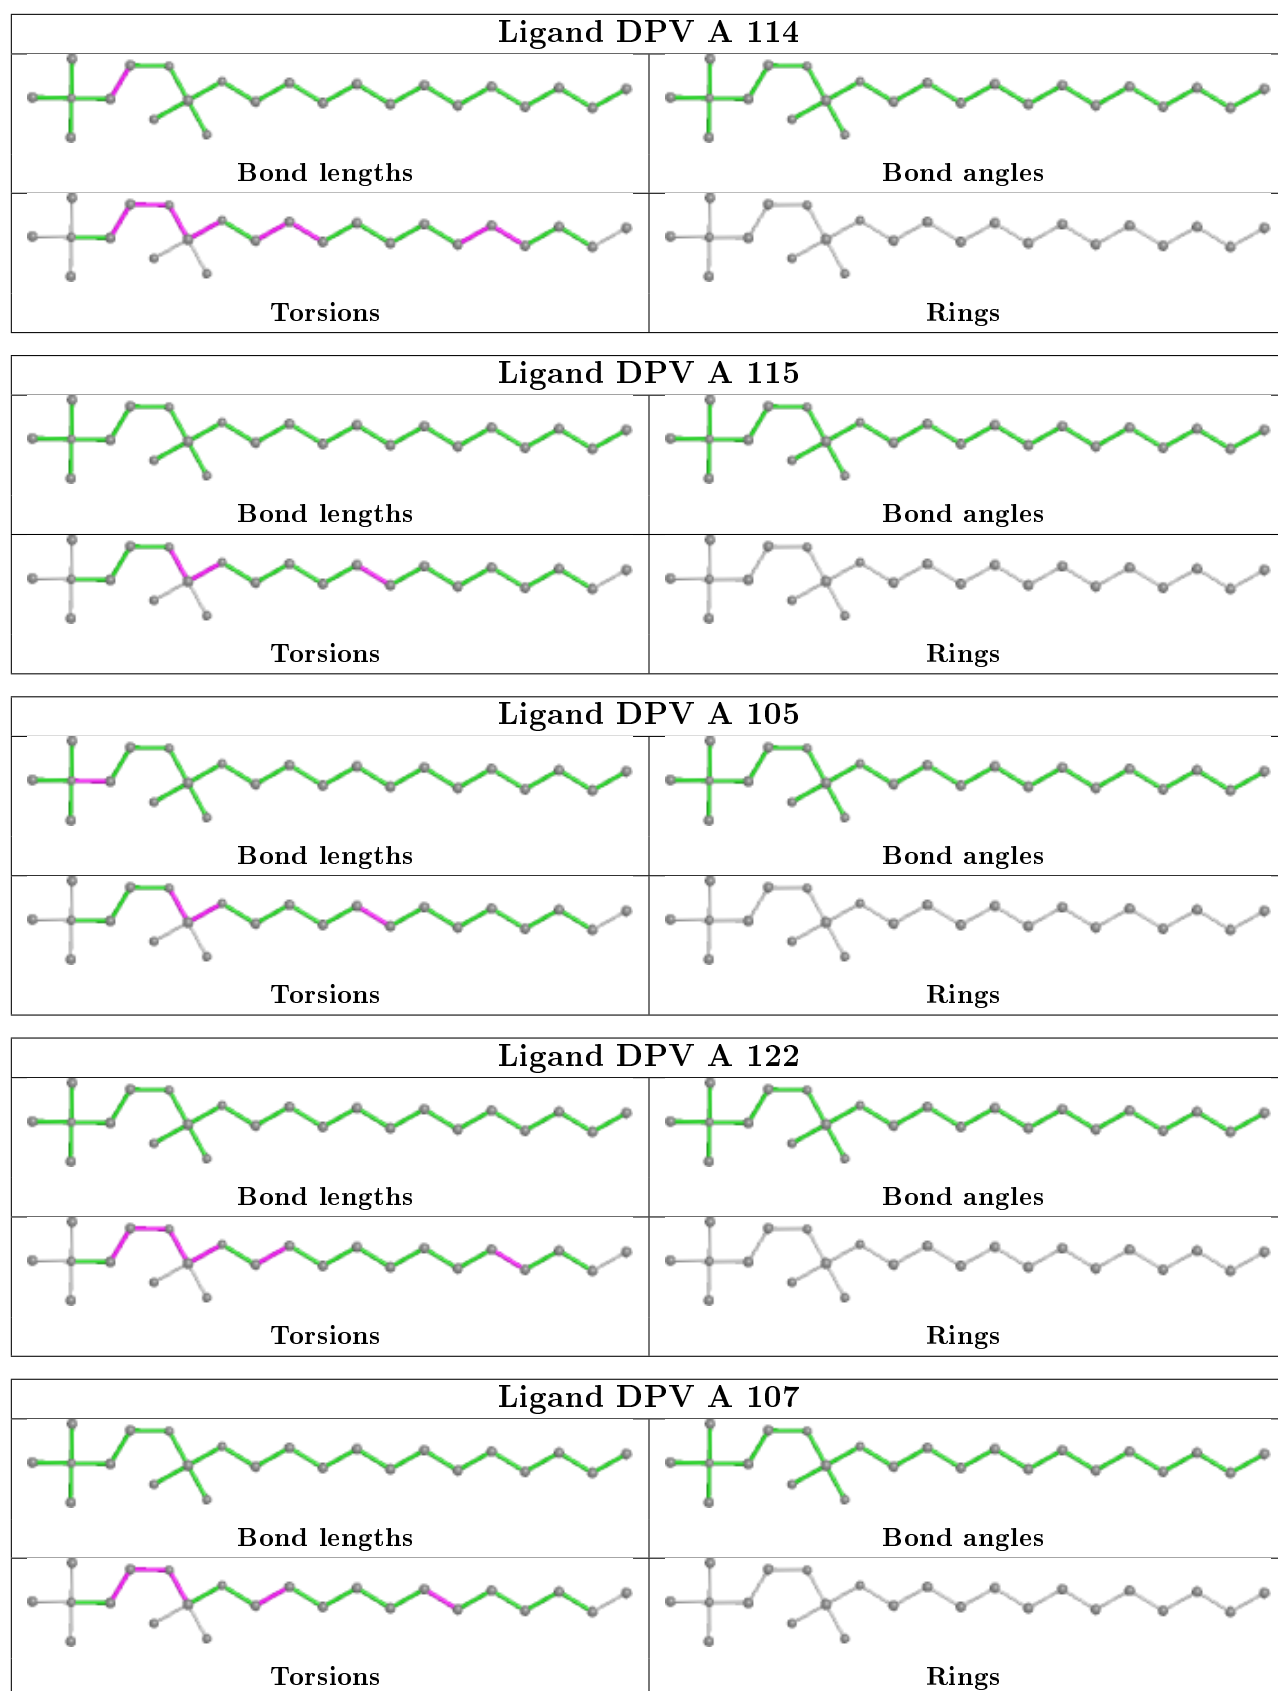 Ligand DPV A 114
Bond lengths
Bond angles
Torsions
Rings
Ligand DPV A 115
Bond lengths
Bond angles
Torsions
Rings
Ligand DPV A 105
Bond lengths
Bond angles
Torsions
Rings
Ligand DPV A 122
Bond lengths
Bond angles
Torsions
Rings
Ligand DPV A 107
Bond lengths
Bond angles
Torsions
Rings